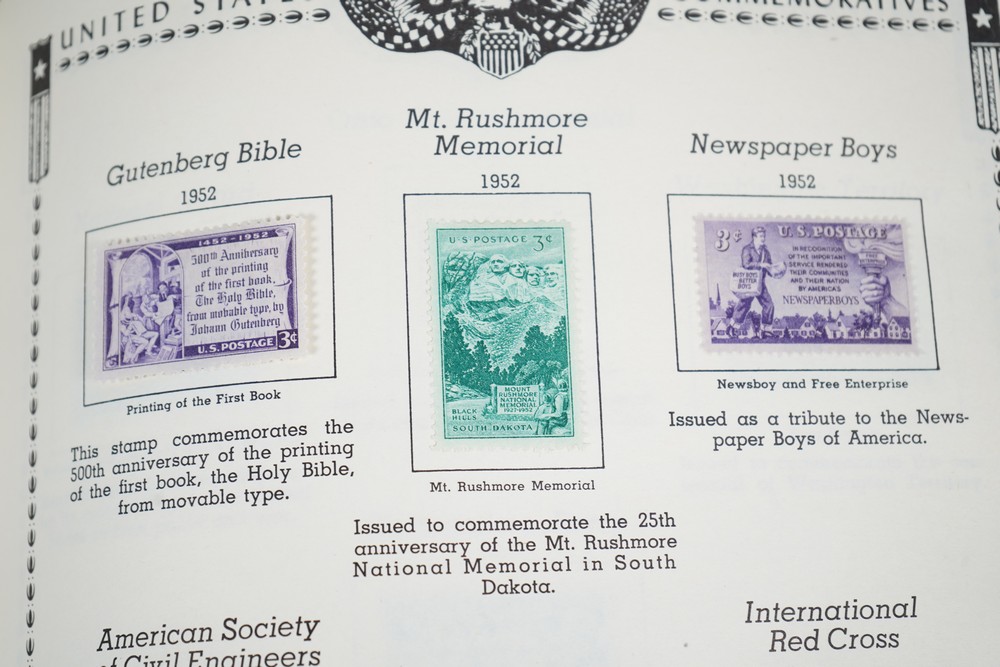 UNITED STATES
COMMEMORATIVES
Gutenberg Bible
1952
1452-1952
500th Anniversary
of the printing
of the first book,
The Holy Bible,
from movable type, by
Johann Gutenberg
U.S. POSTAGE 3¢
Printing of the First Book
This stamp commemorates the
500th anniversary of the printing
of the first book, the Holy Bible,
from movable type.
Mt. Rushmore
Memorial
1952
U.S. POSTAGE 3¢
MOUNT
RUSHMORE
NATIONAL
MEMORIAL
1927-1952
BLACK
HILLS
SOUTH DAKOTA
Mt. Rushmore Memorial
Issued to commemorate the 25th
anniversary of the Mt. Rushmore
National Memorial in South
Dakota.
Newspaper Boys
1952
3¢ U.S. POSTAGE
IN RECOGNITION
OF THE IMPORTANT
SERVICE RENDERED
THEIR COMMUNITIES
AND THEIR NATION
BY AMERICA'S
NEWSPAPERBOYS
BUSY BOYS
BETTER
BOYS
FREE
ENTERPRISE
Newsboy and Free Enterprise
Issued as a tribute to the News-
paper Boys of America.
American Society
of Civil Engineers
International
Red Cross